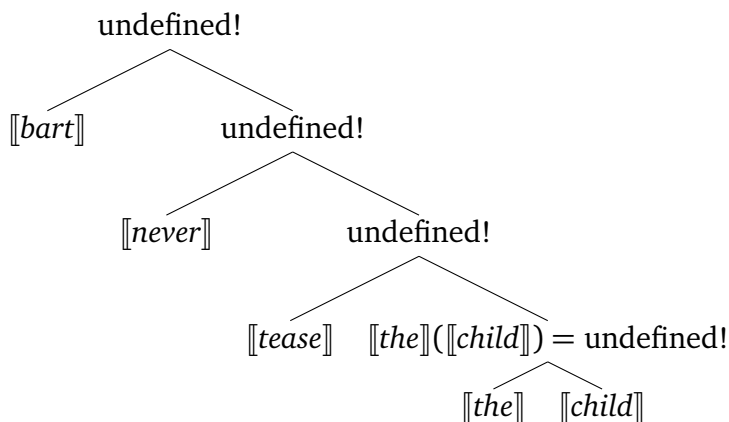 undefined!
⟦bart⟧ undefined!
⟦never⟧ undefined!
⟦tease⟧ ⟦the⟧(⟦child⟧) = undefined!
⟦the⟧ ⟦child⟧